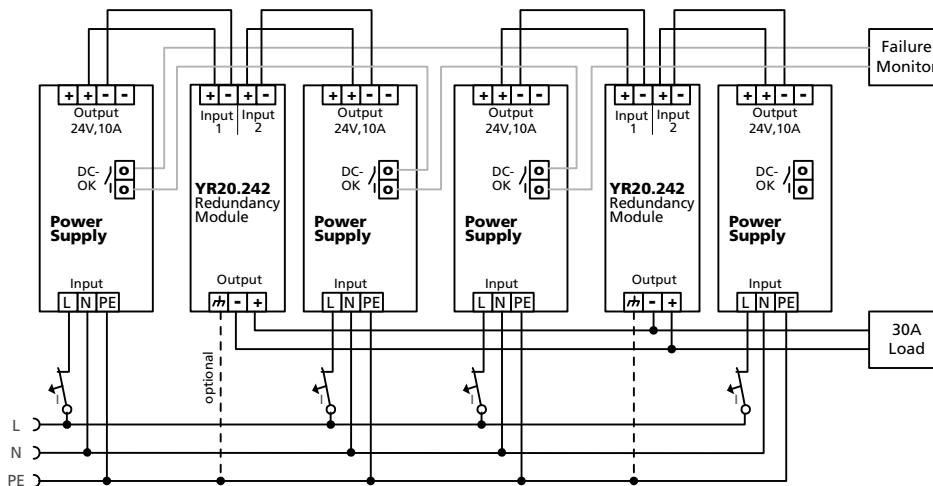 Failure
Monitor
+ + - -
Output
24V,10A
DC-
OK
Power
Supply
Input
L N PE
+ - + -
Input
1
Input
2
YR20.242
Redundancy
Module
Output
- +
+ + - -
Output
24V,10A
DC-
OK
Power
Supply
Input
L N PE
+ + - -
Output
24V,10A
DC-
OK
Power
Supply
Input
L N PE
+ - + -
Input
1
Input
2
YR20.242
Redundancy
Module
Output
- +
+ + - -
Output
24V,10A
DC-
OK
Power
Supply
Input
L N PE
30A
Load
optional
I
I
I
I
L
N
PE